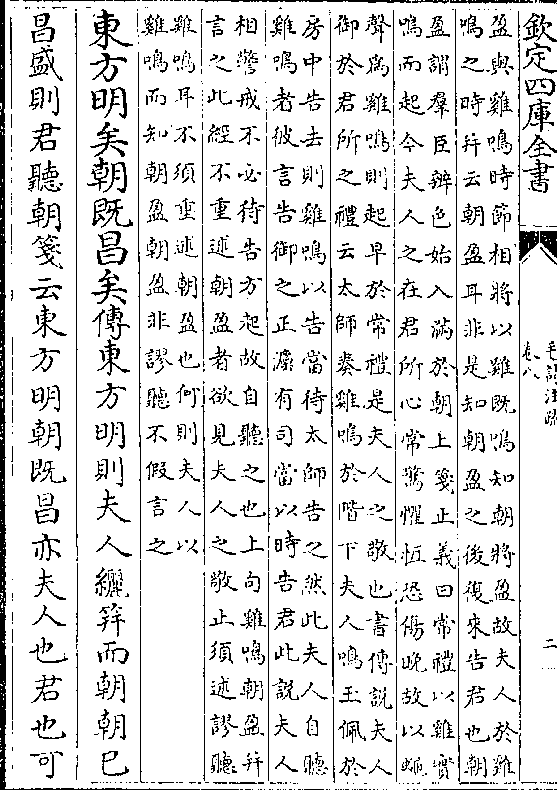 欽定四庫全書
毛詩注疏
卷八
二
盈與雞鳴時節相將以雞既鳴知朝將盈故夫人於雞
鳴之時并云朝盈耳非是知朝盈之後復來告君也朝
盈謂羣臣辨色始入滿於朝上箋正義曰常禮以雞實
鳴而起今夫人之在君所心常驚懼恒恐傷晚故以蠅
聲爲雞鳴則起早於常禮是夫人之敬也書傳說夫人
御於君所之禮云太師奏雞鳴於階下夫人鳴玉佩於
房中告去則雞鳴以告當待太師告之然此夫人自聽
雞鳴者彼言告御之正灋有司當以時告君此說夫人
相警戒不必待告方起故自聽之也上句雞鳴朝盈并
言之此經不重述朝盈者欲見夫人之敬止須述謬聽
雞鳴耳不須重述朝盈也何則夫人以
雞鳴而知朝盈朝盈非謬聽不假言之
東方明矣朝既昌矣傳東方明則夫人纚笄而朝朝已
昌盛則君聽朝箋云東方明朝既昌亦夫人也君也可